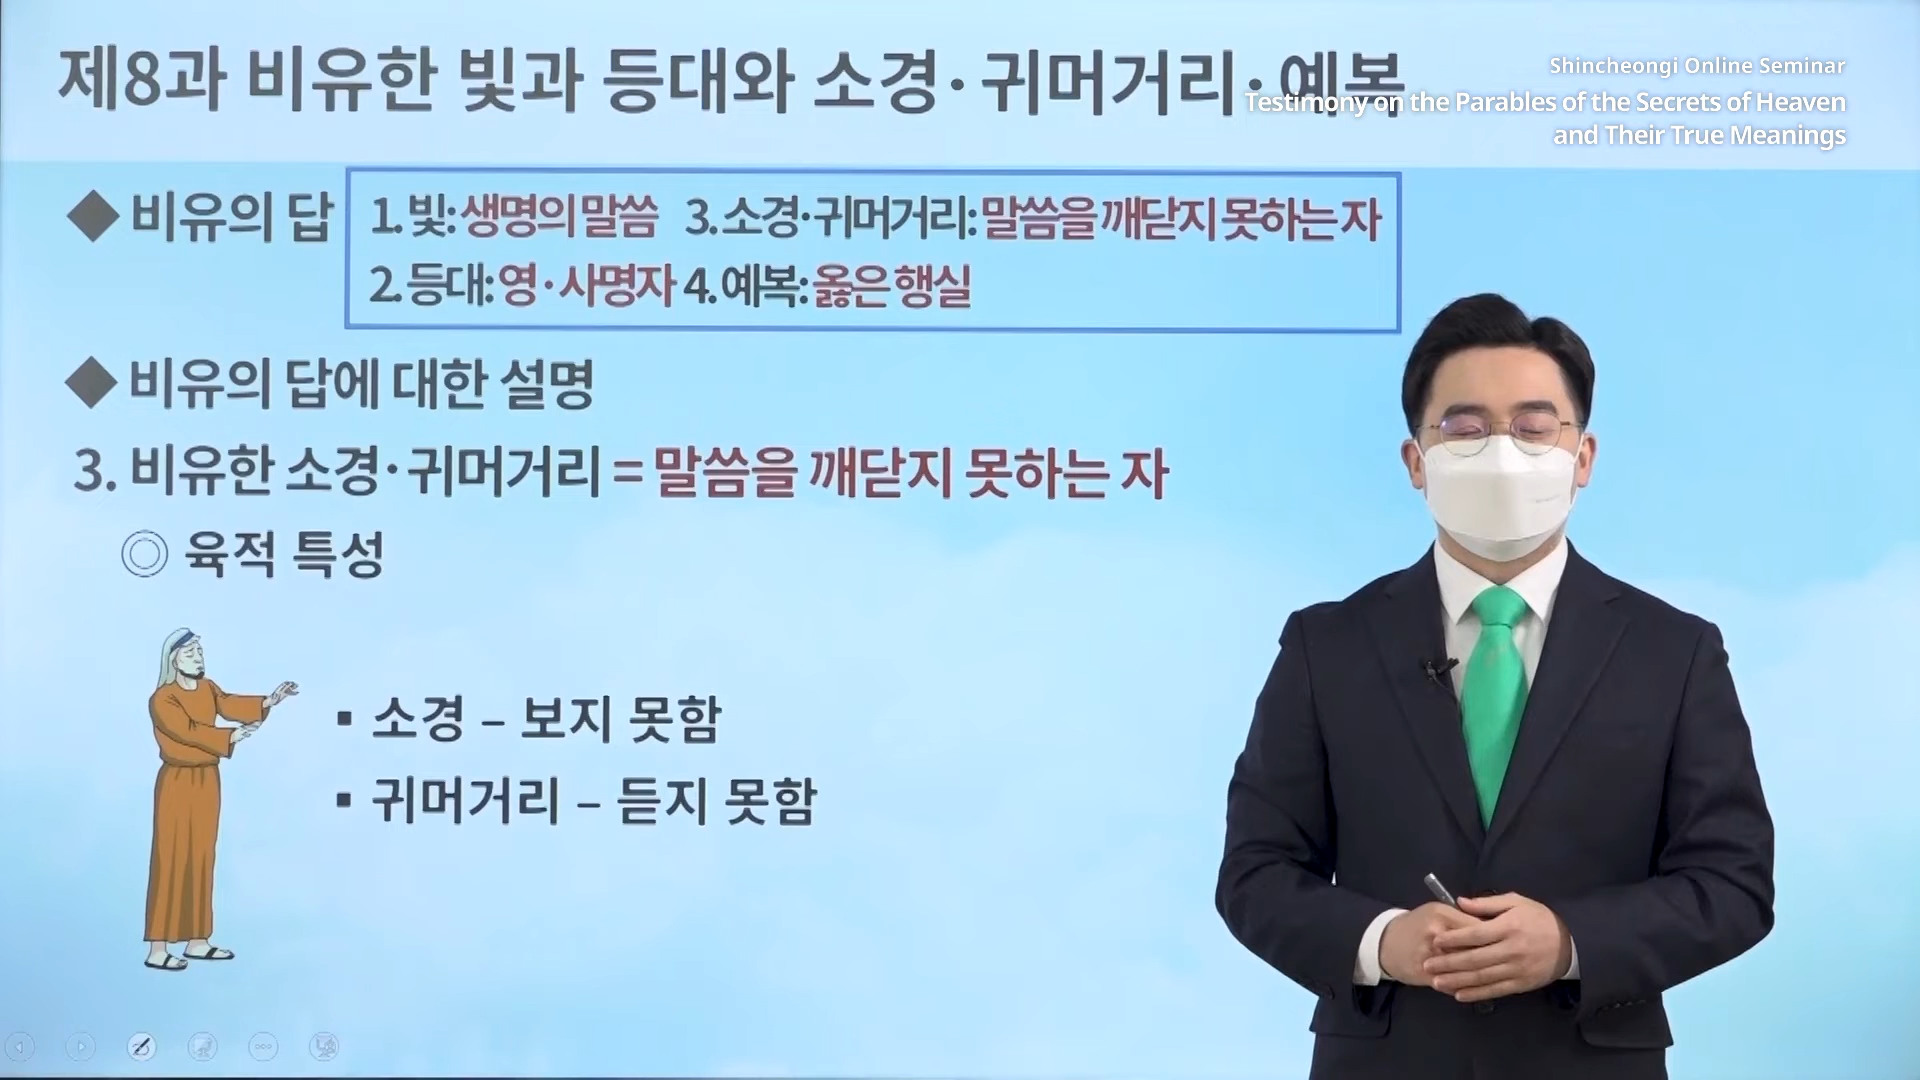 제8과 비유한 빛과 등대와 소경·귀머거리·예복
Shincheongi Online Seminar
Testimony on the Parables of the Secrets of Heaven
and Their True Meanings
◆ 비유의 답
1. 빛: 생명의 말씀 3. 소경·귀머거리: 말씀을 깨닫지 못하는 자
2. 등대: 영·사명자 4. 예복: 옳은 행실
◆ 비유의 답에 대한 설명
3. 비유한 소경·귀머거리 = 말씀을 깨닫지 못하는 자
◎ 육적 특성
▪ 소경 – 보지 못함
▪ 귀머거리 – 듣지 못함